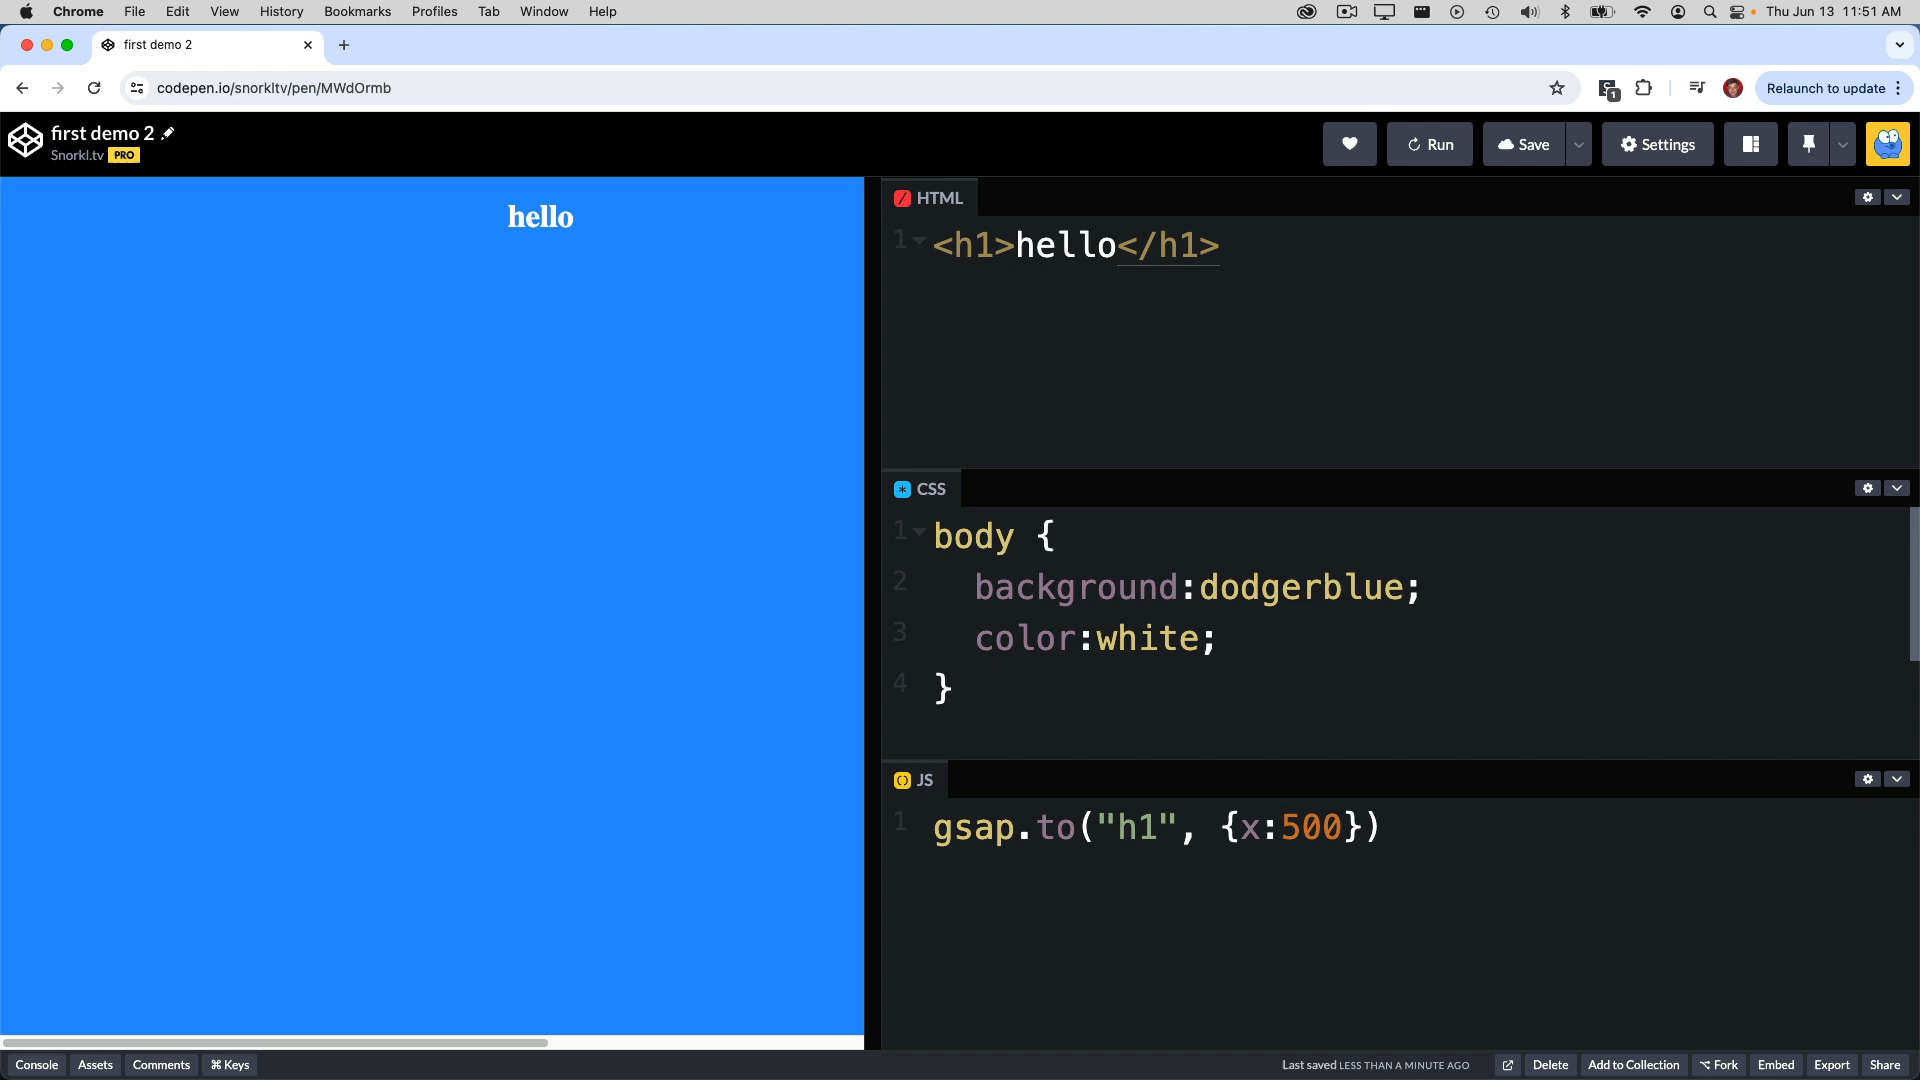 Chrome File Edit View History Bookmarks Profiles Tab Window Help Thu Jun 13 11:51 AM
first demo 2
codepen.io/snorkltv/pen/MWdOrmb 1 Relaunch to update
first demo 2
Snorkl.tv PRO
Run Save Settings
hello
HTML
1 <h1>hello</h1>
CSS
1 body {
2 background:dodgerblue;
3 color:white;
4 }
JS
1 gsap.to("h1", {x:500})
Console Assets Comments ⌘ Keys Last saved LESS THAN A MINUTE AGO Delete Add to Collection ⌥ Fork Embed Export Share